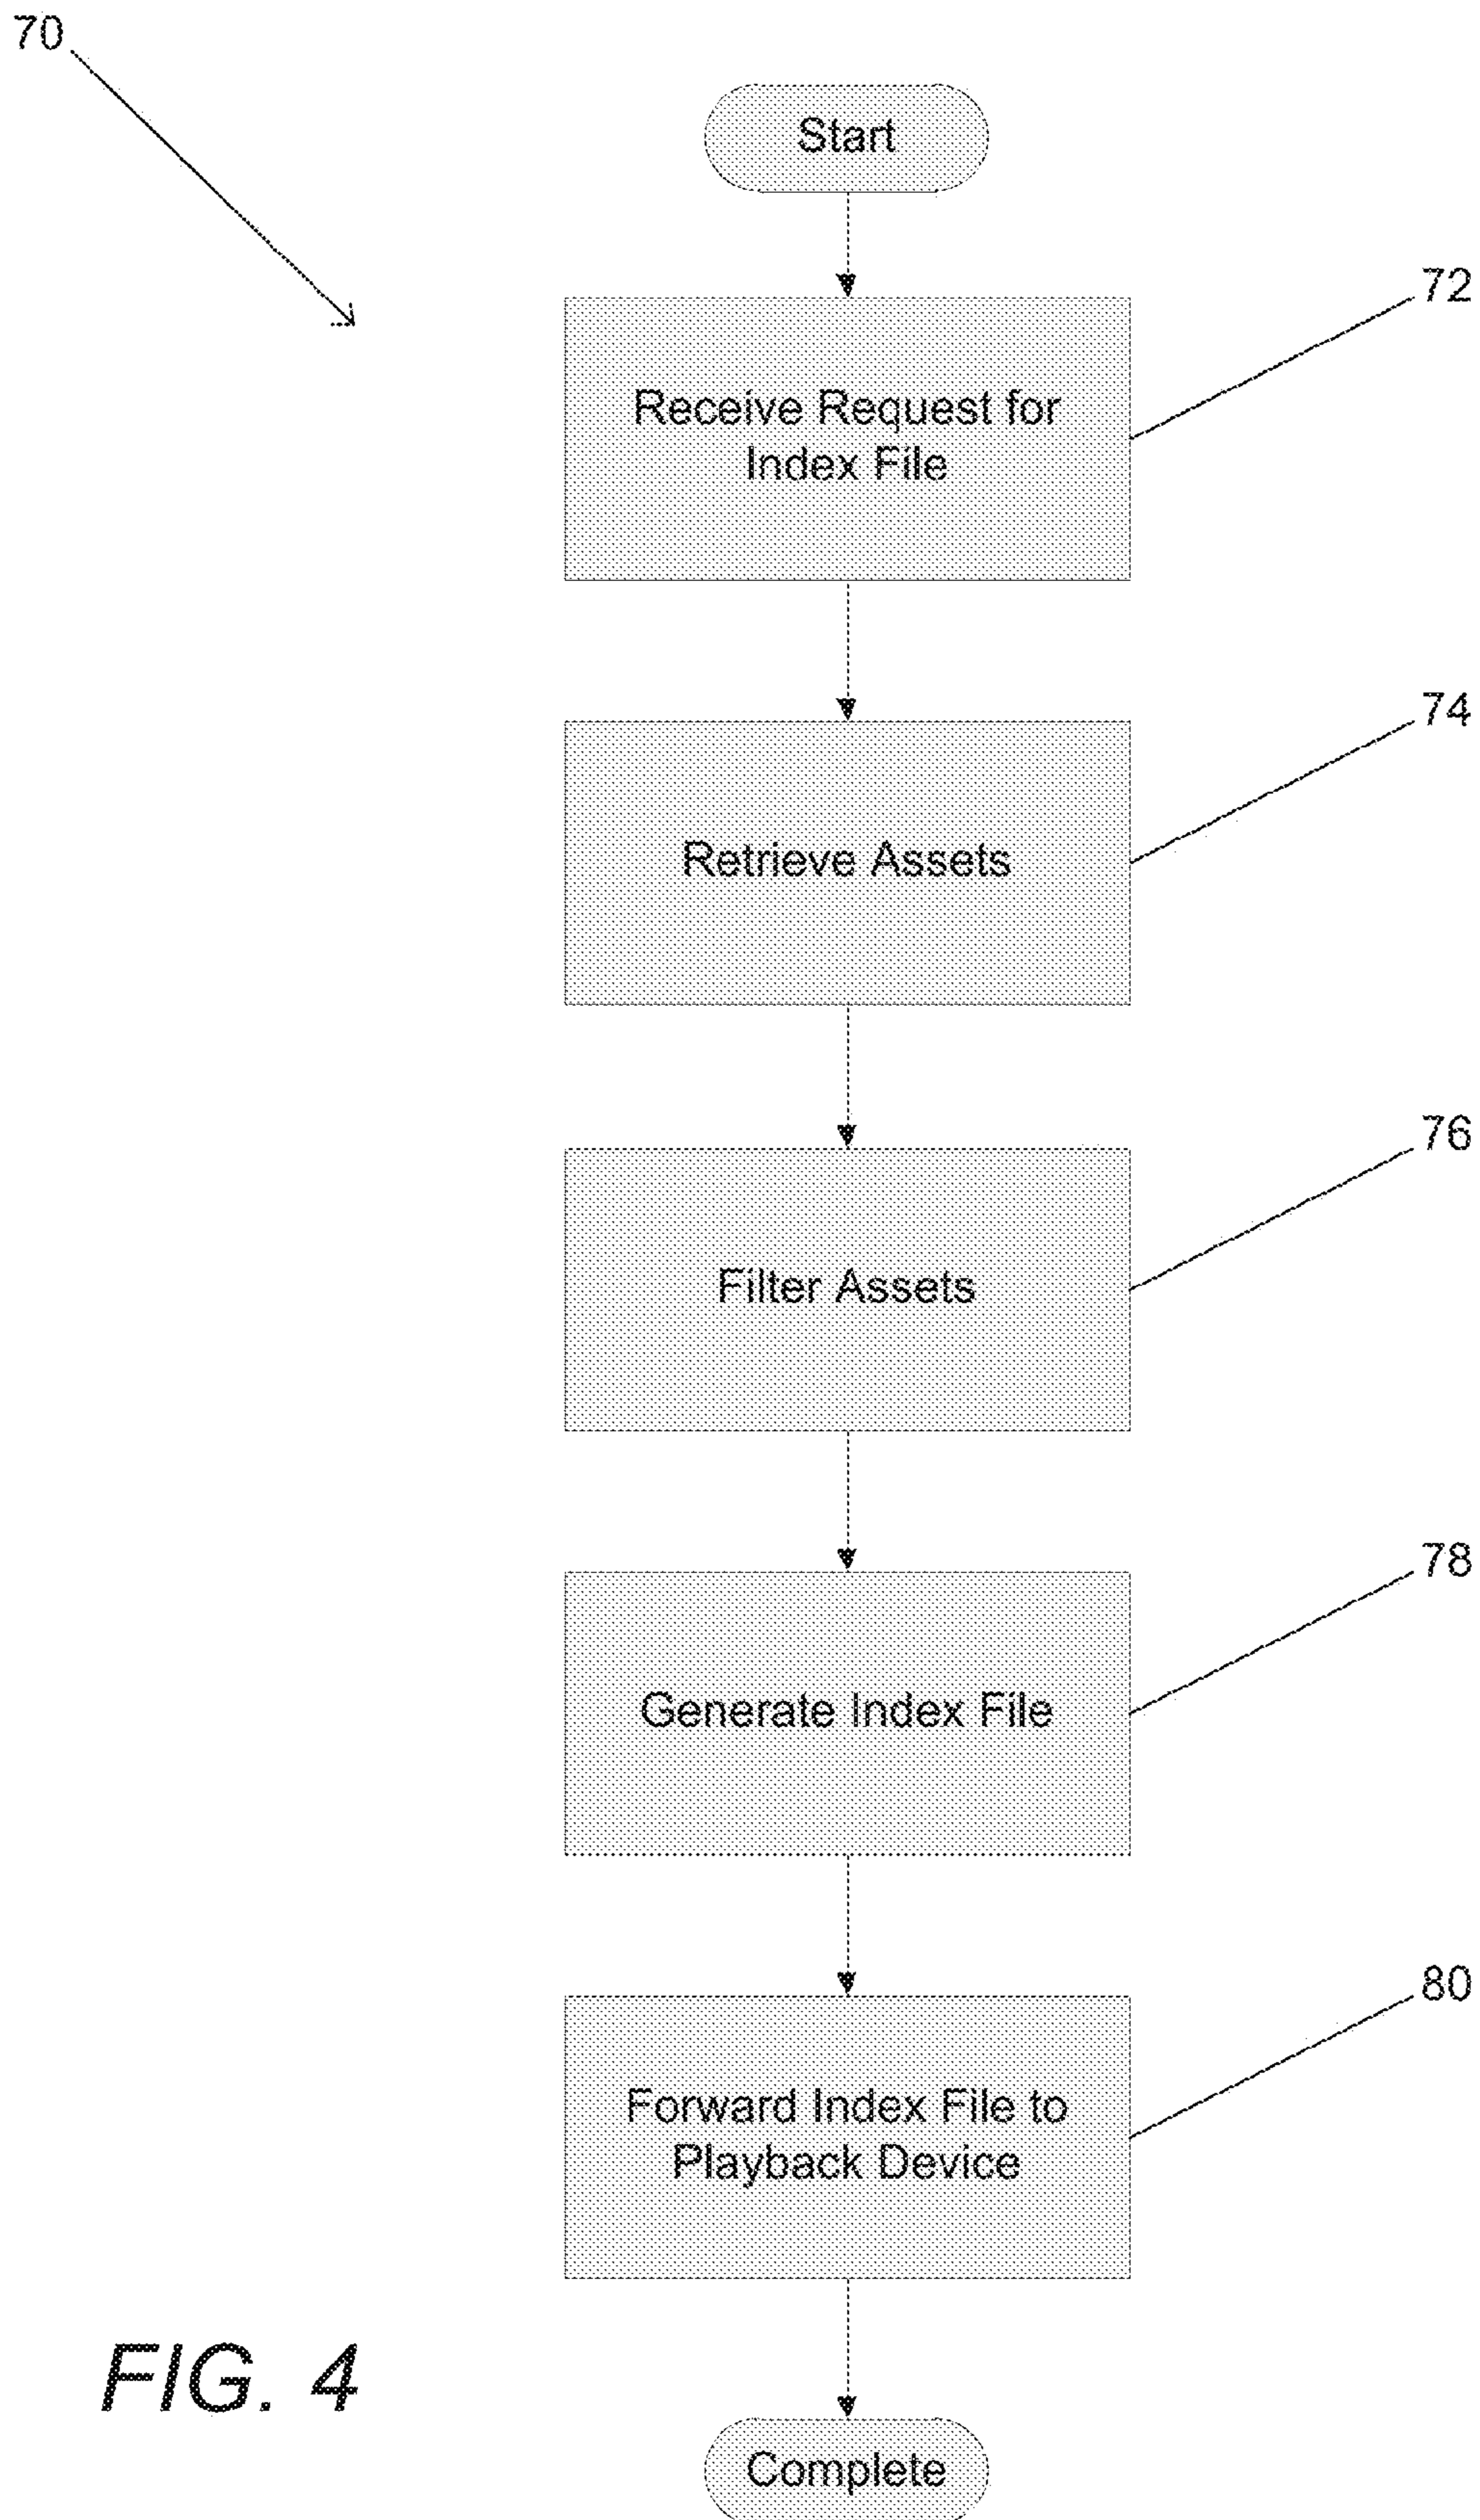 70
Start
72
Receive Request for
Index File
74
Retrieve Assets
76
Filter Assets
78
Generate Index File
80
Forward Index File to
Playback Device
FIG. 4
Complete